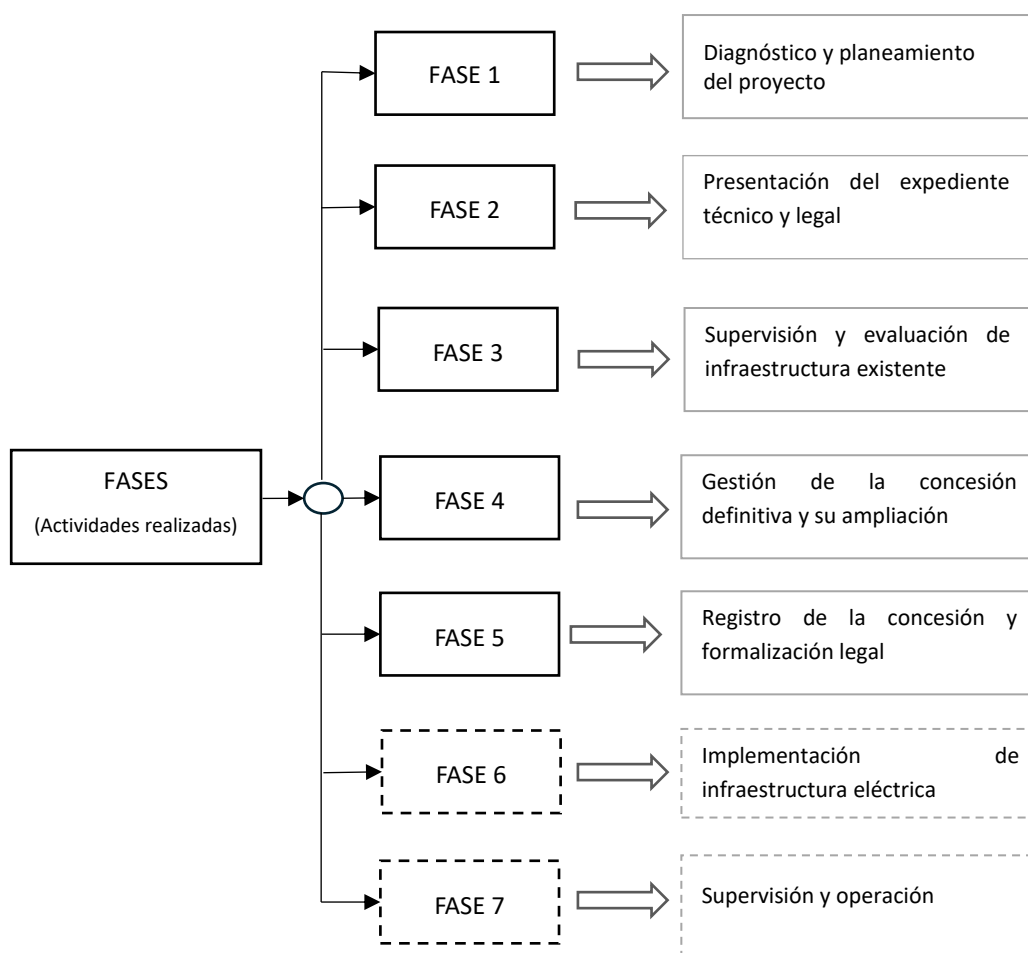 FASE 1
Diagnóstico y planeamiento
del proyecto
FASE 2
Presentación del expediente
técnico y legal
FASE 3
Supervisión y evaluación de
infraestructura existente
FASES
(Actividades realizadas)
FASE 4
Gestión de la concesión
definitiva y su ampliación
FASE 5
Registro de la concesión y
formalización legal
FASE 6
Implementación de
infraestructura eléctrica
FASE 7
Supervisión y operación